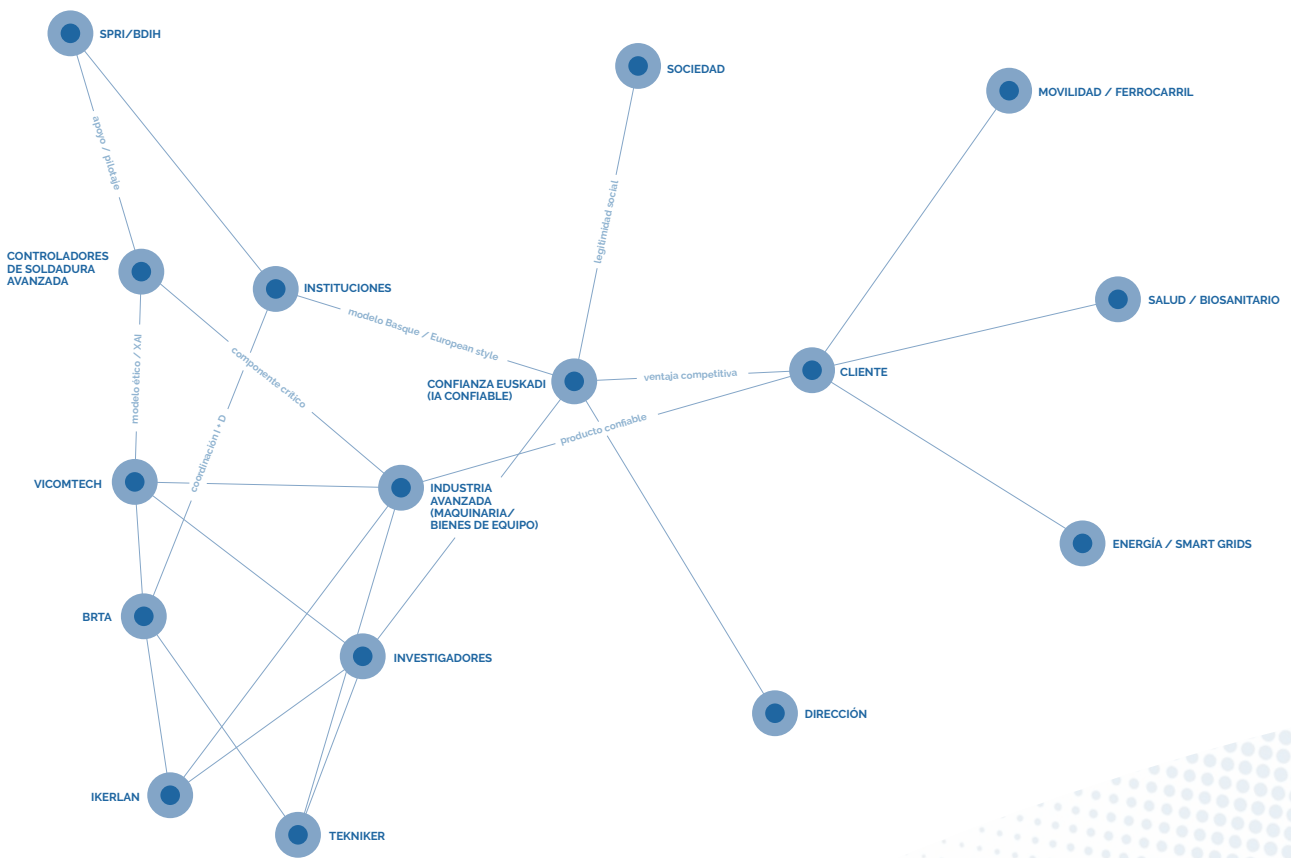 SPRI/BDIH
SOCIEDAD
MOVILIDAD / FERROCARRIL
apoyo / pilotaje
legitimidad social
CONTROLADORES
DE SOLDADURA
AVANZADA
INSTITUCIONES
SALUD / BIOSANITARIO
modelo Basque / European style
modelo ético / XAI
componente crítico
CONFIANZA EUSKADI
(IA CONFIABLE)
ventaja competitiva
CLIENTE
producto confiable
coordinación I + D
VICOMTECH
INDUSTRIA
AVANZADA
(MAQUINARIA/
BIENES DE EQUIPO)
ENERGÍA / SMART GRIDS
BRTA
INVESTIGADORES
DIRECCIÓN
IKERLAN
TEKNIKER